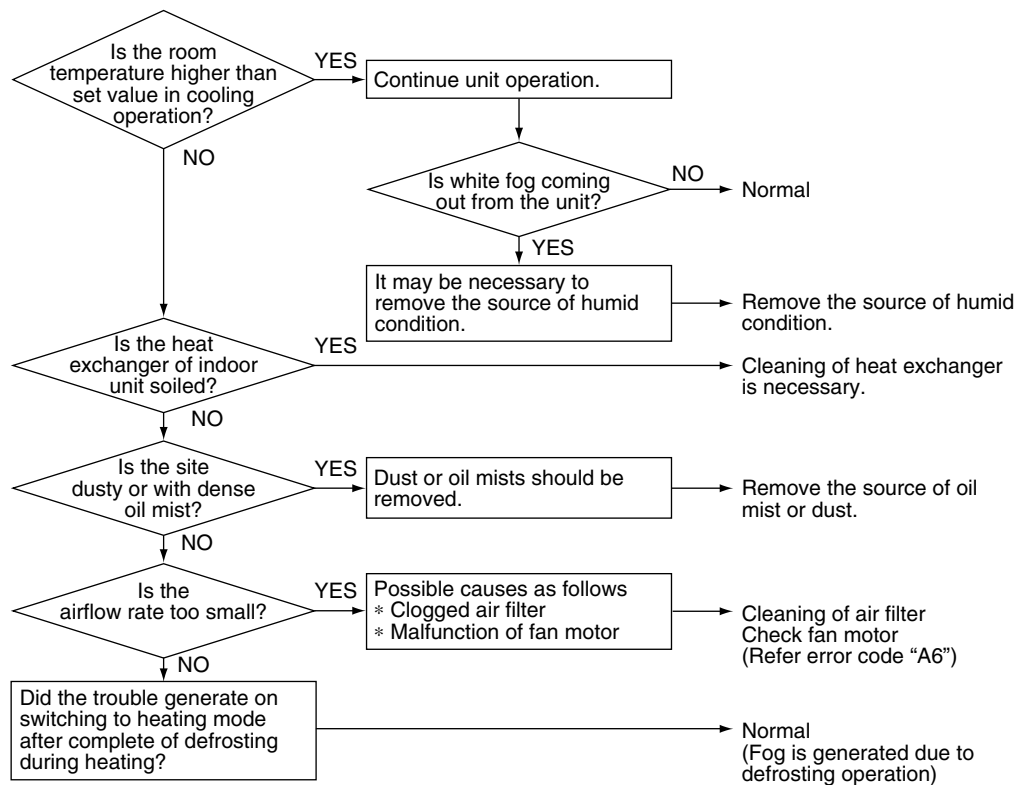 Is the room
temperature higher than
set value in cooling
operation?
YES
Continue unit operation.
NO
Is white fog coming
out from the unit?
NO
Normal
YES
It may be necessary to
remove the source of humid
condition.
Remove the source of humid
condition.
Is the heat
exchanger of indoor
unit soiled?
YES
Cleaning of heat exchanger
is necessary.
NO
Is the site
dusty or with dense
oil mist?
YES
Dust or oil mists should be
removed.
Remove the source of oil
mist or dust.
NO
Is the
airflow rate too small?
YES
Possible causes as follows
* Clogged air filter
* Malfunction of fan motor
Cleaning of air filter
Check fan motor
(Refer error code “A6”)
NO
Did the trouble generate on
switching to heating mode
after complete of defrosting
during heating?
Normal
(Fog is generated due to
defrosting operation)